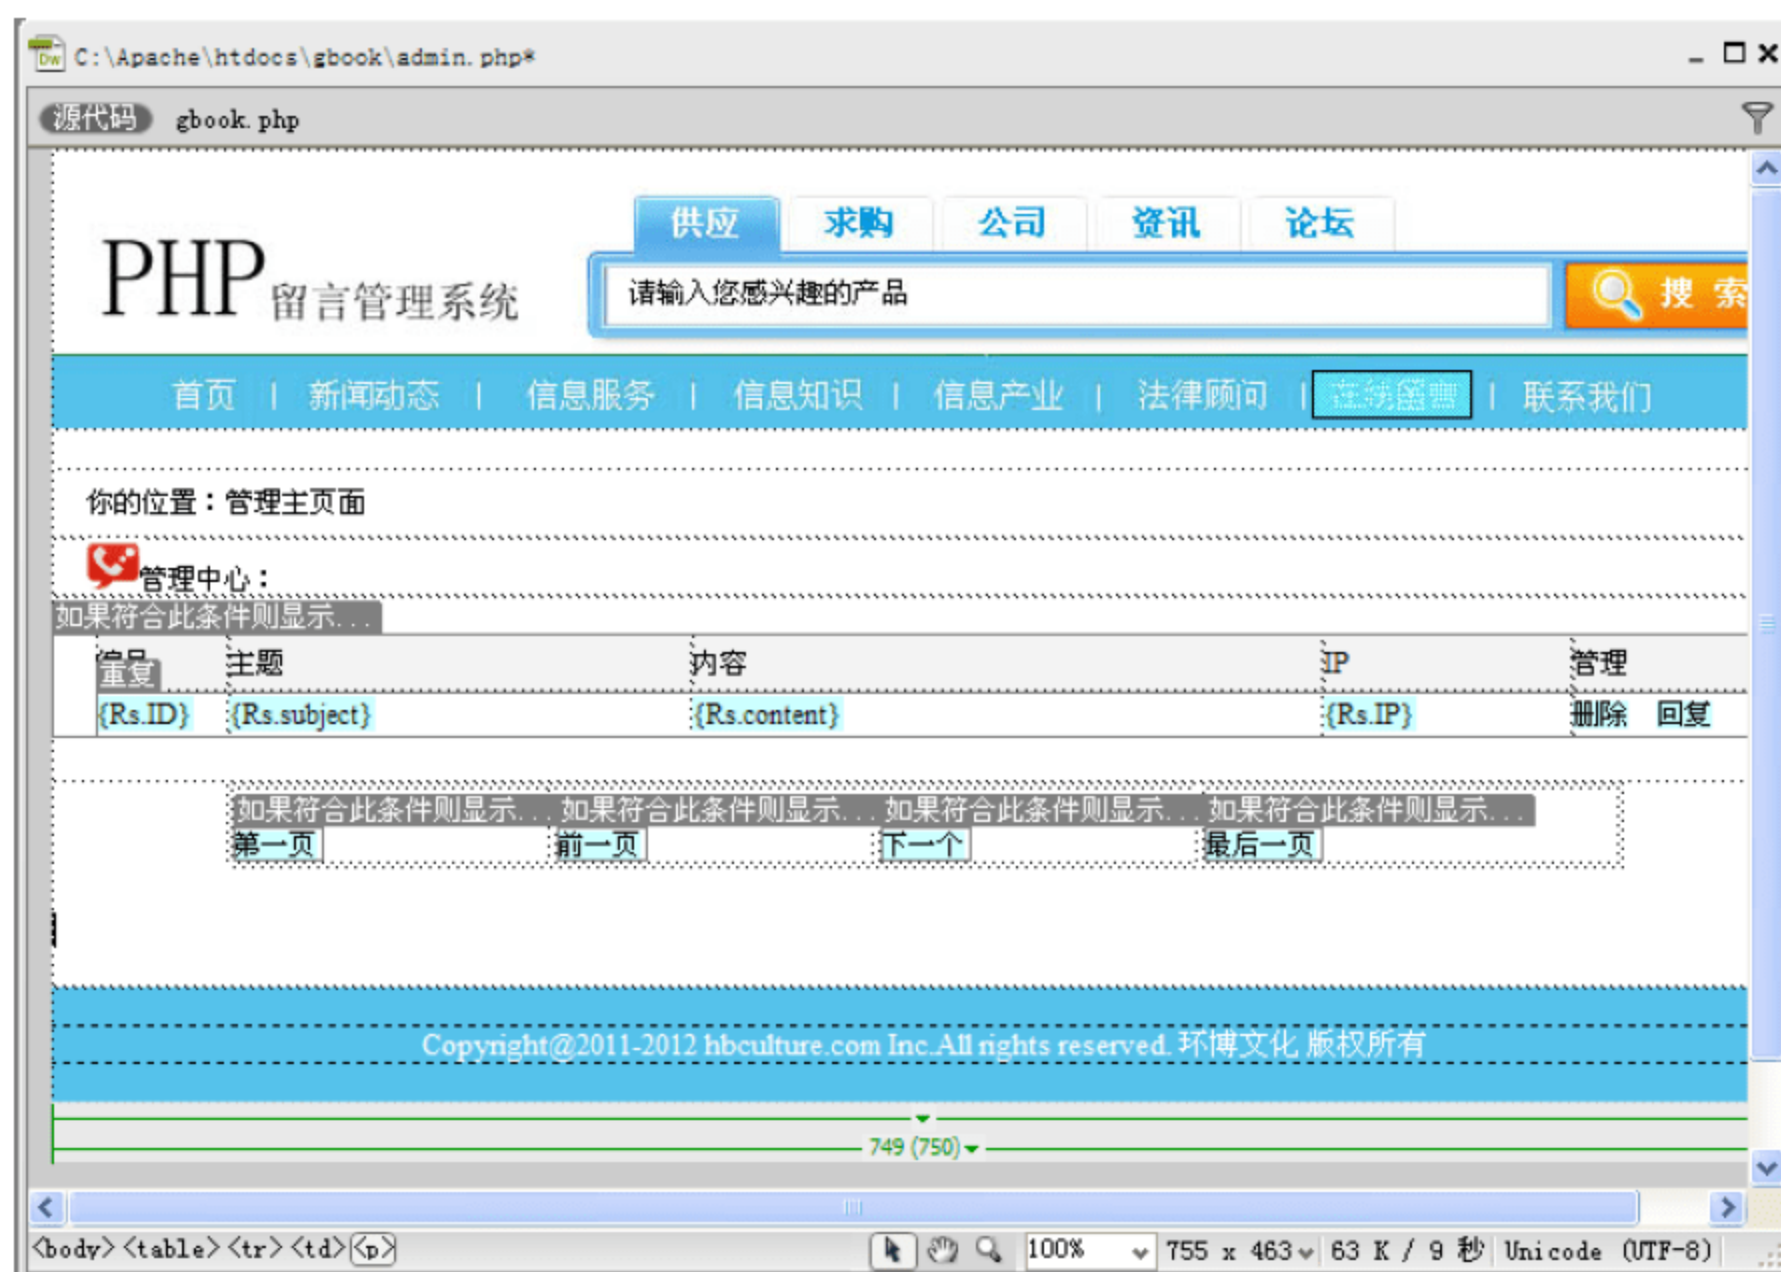 C:\Apache\htdocs\gbook\admin.php*
源代码 gbook.php
供应 求购 公司 资讯 论坛
PHP留言管理系统
请输入您感兴趣的产品 搜 索
首页 | 新闻动态 | 信息服务 | 信息知识 | 信息产业 | 法律顾问 | 在线留言 | 联系我们
你的位置：管理主页面
管理中心：
如果符合此条件则显示...
主题 内容 IP 管理
重复
{Rs.ID} {Rs.subject} {Rs.content} {Rs.IP} 删除 回复
如果符合此条件则显示... 如果符合此条件则显示... 如果符合此条件则显示... 如果符合此条件则显示...
第一页 前一页 下一个 最后一页
Copyright@2011-2012 hbculture.com Inc.All rights reserved. 环博文化 版权所有
749 (750)
<body> <table> <tr> <td> <p> 100% 755 x 463 63 K / 9 秒 Unicode (UTF-8)